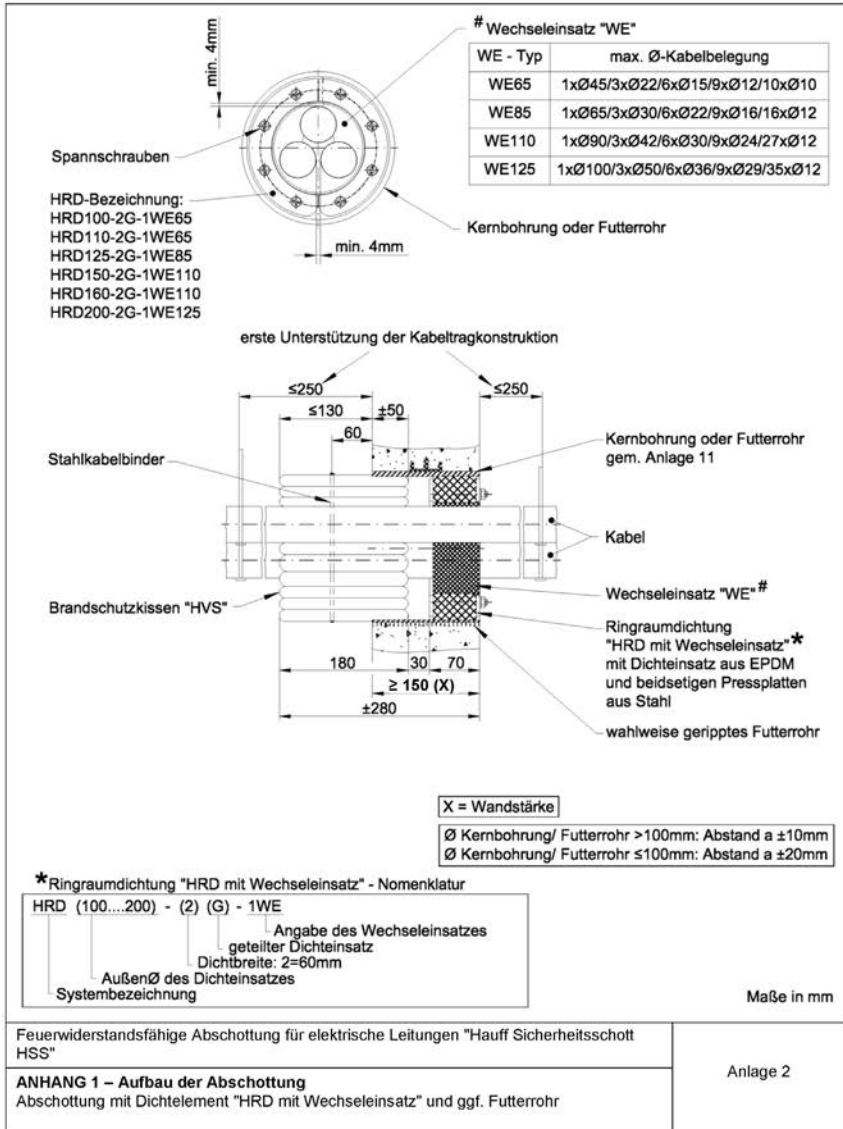 # Wechseleinsatz "WE"
WE - Typ max. Ø-Kabelbelegung
WE65 1xØ45/3xØ22/6xØ15/9xØ12/10xØ10
WE85 1xØ65/3xØ30/6xØ22/9xØ16/16xØ12
WE110 1xØ90/3xØ42/6xØ30/9xØ24/27xØ12
WE125 1xØ100/3xØ50/6xØ36/9xØ29/35xØ12
min. 4mm
Spannschrauben
HRD-Bezeichnung:
HRD100-2G-1WE65
HRD110-2G-1WE65
HRD125-2G-1WE85
HRD150-2G-1WE110
HRD160-2G-1WE110
HRD200-2G-1WE125
Kernbohrung oder Futterrohr
min. 4mm
erste Unterstützung der Kabeltragkonstruktion
≤250 ≤250
≤130 ±50
60
Stahlkabelbinder
Kernbohrung oder Futterrohr
gem. Anlage 11
Kabel
Brandschutzkissen "HVS"
Wechseleinsatz "WE"#
Ringraumdichtung
"HRD mit Wechseleinsatz"*
mit Dichteinsatz aus EPDM
und beidsetigen Pressplatten
aus Stahl
180 30 70
≥ 150 (X)
±280
wahlweise geripptes Futterrohr
X = Wandstärke
Ø Kernbohrung/ Futterrohr >100mm: Abstand a ±10mm
Ø Kernbohrung/ Futterrohr ≤100mm: Abstand a ±20mm
*Ringraumdichtung "HRD mit Wechseleinsatz" - Nomenklatur
HRD (100....200) - (2) (G) - 1WE
Angabe des Wechseleinsatzes
geteilter Dichteinsatz
Dichtbreite: 2=60mm
AußenØ des Dichteinsatzes
Systembezeichnung
Maße in mm
Feuerwiderstandsfähige Abschottung für elektrische Leitungen "Hauff Sicherheitsschott
HSS"
ANHANG 1 – Aufbau der Abschottung
Abschottung mit Dichtelement "HRD mit Wechseleinsatz" und ggf. Futterrohr
Anlage 2